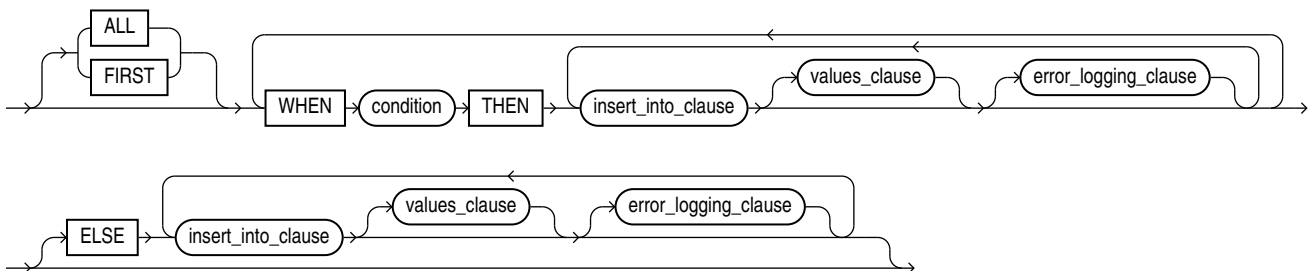 ALL
FIRST
values_clause error_logging_clause
WHEN condition THEN insert_into_clause
values_clause error_logging_clause
ELSE insert_into_clause